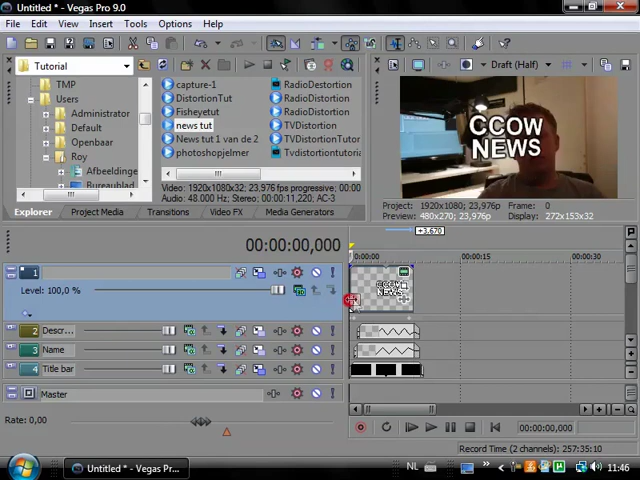 Untitled * - Vegas Pro 9.0
File Edit View Insert Tools Options Help
Tutorial
TMP
Users
Administrator
Default
Openbaar
Roy
Afbeeldinge
Bureaublad
capture-1
DistortionTut
Fisheyetut
news tut
News tut 1 van de 2
photoshopjelmer
RadioDestortion
RadioDistortion
RadioDistortion
TVDistortion
TVDistortionTutor
Tvdistortiontutoria
Video: 1920x1080x32; 23,976 fps progressive; 00:00
Audio: 48.000 Hz; Stereo; 00:00:11,220; AC-3
Explorer Project Media Transitions Video FX Media Generators
Draft (Half)
CCOW
NEWS
Project: 1920x1080; 23,976p
Frame: 0
Preview: 480x270; 23,976p
Display: 272x153x32
+3,670
00:00:00,000
0:00:00 00:00:15 00:00:30
1
Level: 100,0 %
CCOW
NEWS
2 Descr...
3 Name
4 Title bar
Master
Rate: 0,00
00:00:00,000
Record Time (2 channels): 257:35:10
Untitled * - Vegas Pro...
NL
11:46